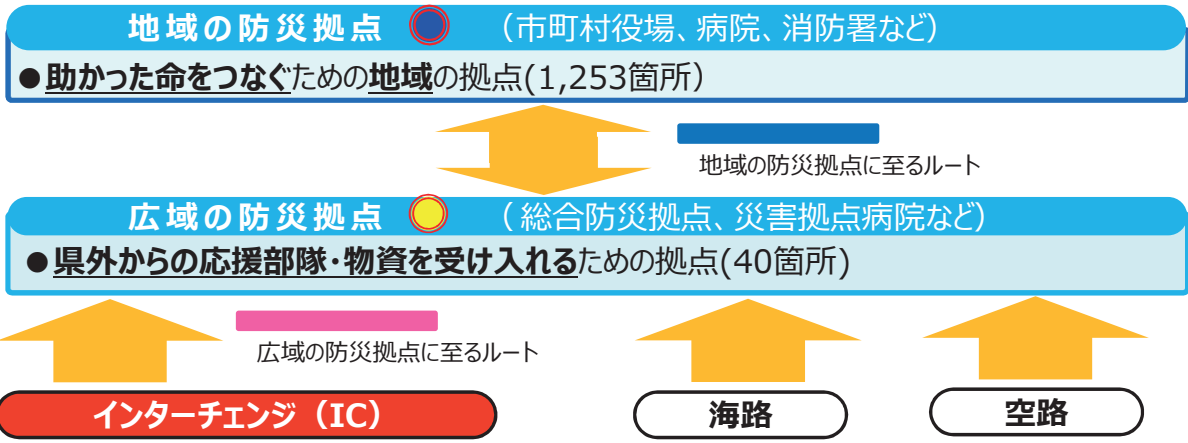 地域の防災拠点 (市町村役場、病院、消防署など)
●助かった命をつなぐための地域の拠点(1,253箇所)
地域の防災拠点に至るルート
広域の防災拠点 (総合防災拠点、災害拠点病院など)
●県外からの応援部隊・物資を受け入れるための拠点(40箇所)
広域の防災拠点に至るルート
インターチェンジ(IC) 海路 空路